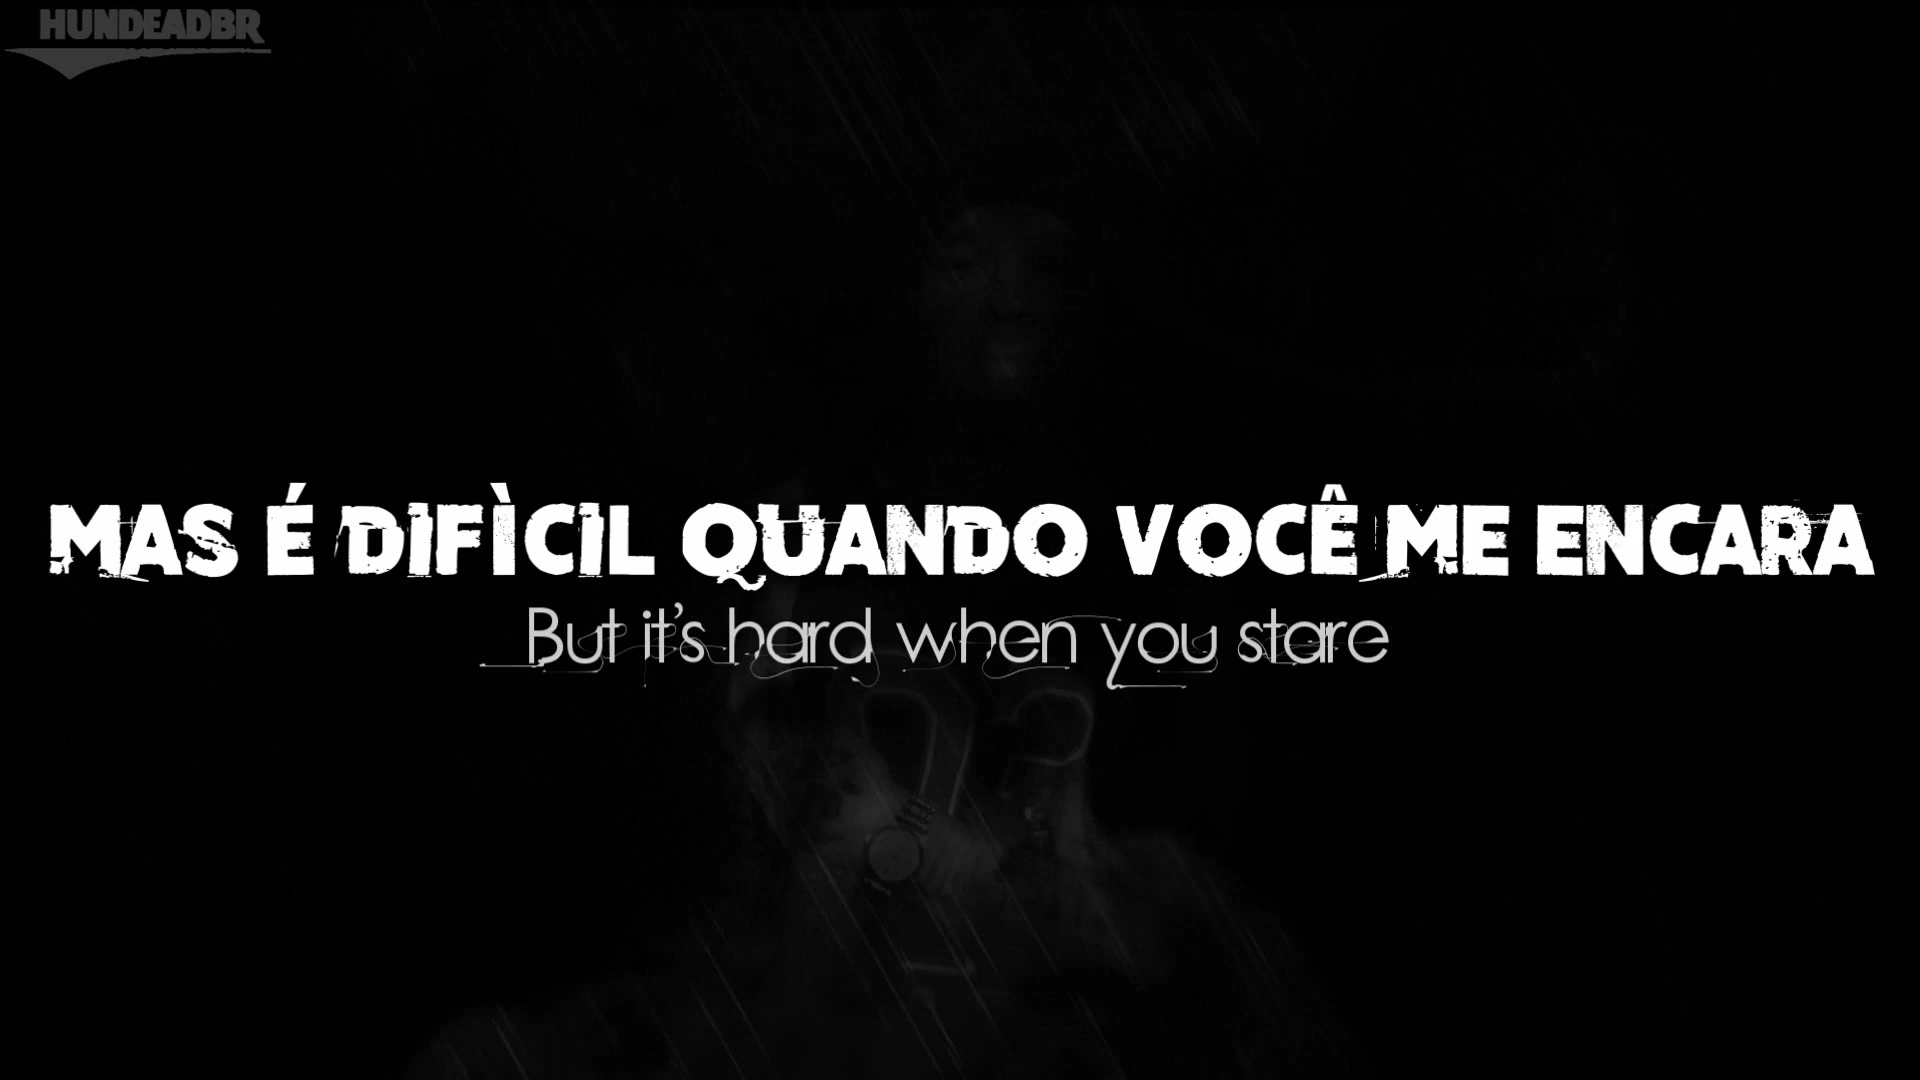 HUNDEADBR
MAS É DIFÌCIL QUANDO VOCÊ ME ENCARA
But it's hard when you stare